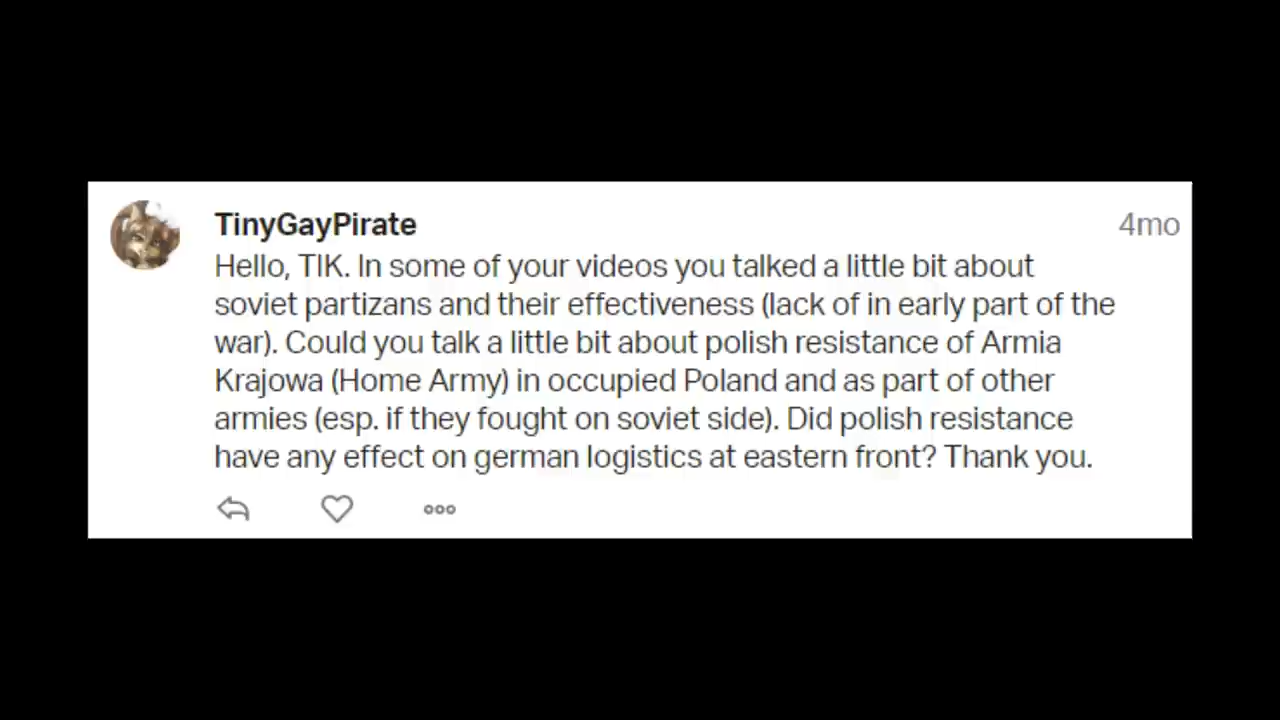 TinyGayPirate
4mo
Hello, TIK. In some of your videos you talked a little bit about
soviet partizans and their effectiveness (lack of in early part of the
war). Could you talk a little bit about polish resistance of Armia
Krajowa (Home Army) in occupied Poland and as part of other
armies (esp. if they fought on soviet side). Did polish resistance
have any effect on german logistics at eastern front? Thank you.